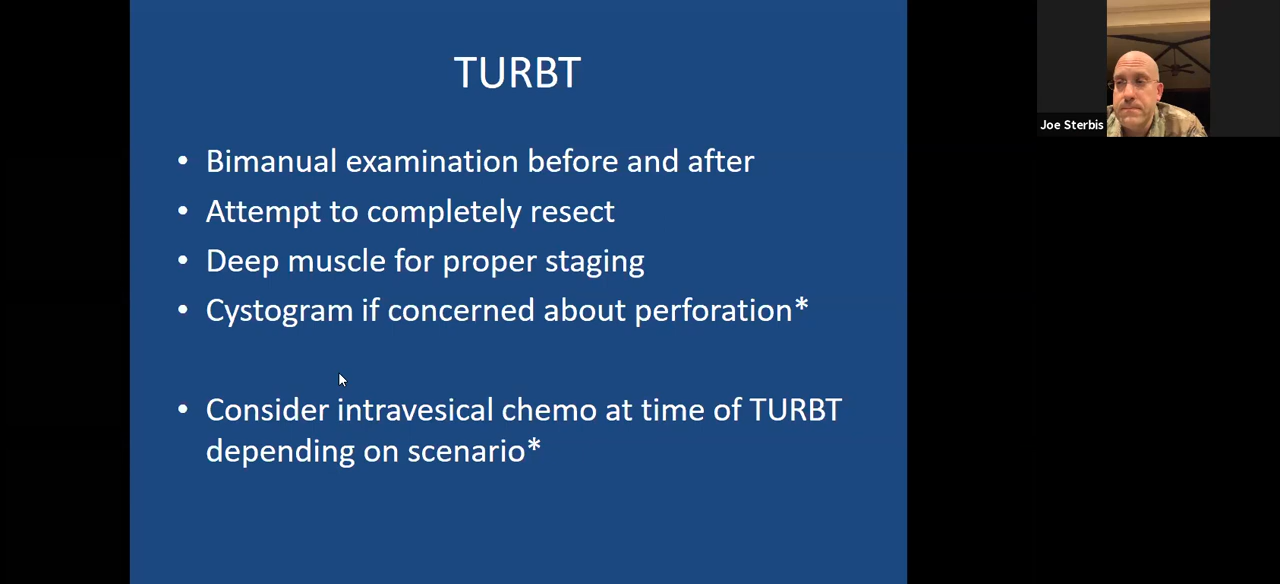 TURBT
• Bimanual examination before and after
• Attempt to completely resect
• Deep muscle for proper staging
• Cystogram if concerned about perforation*
• Consider intravesical chemo at time of TURBT
depending on scenario*
Joe Sterbis